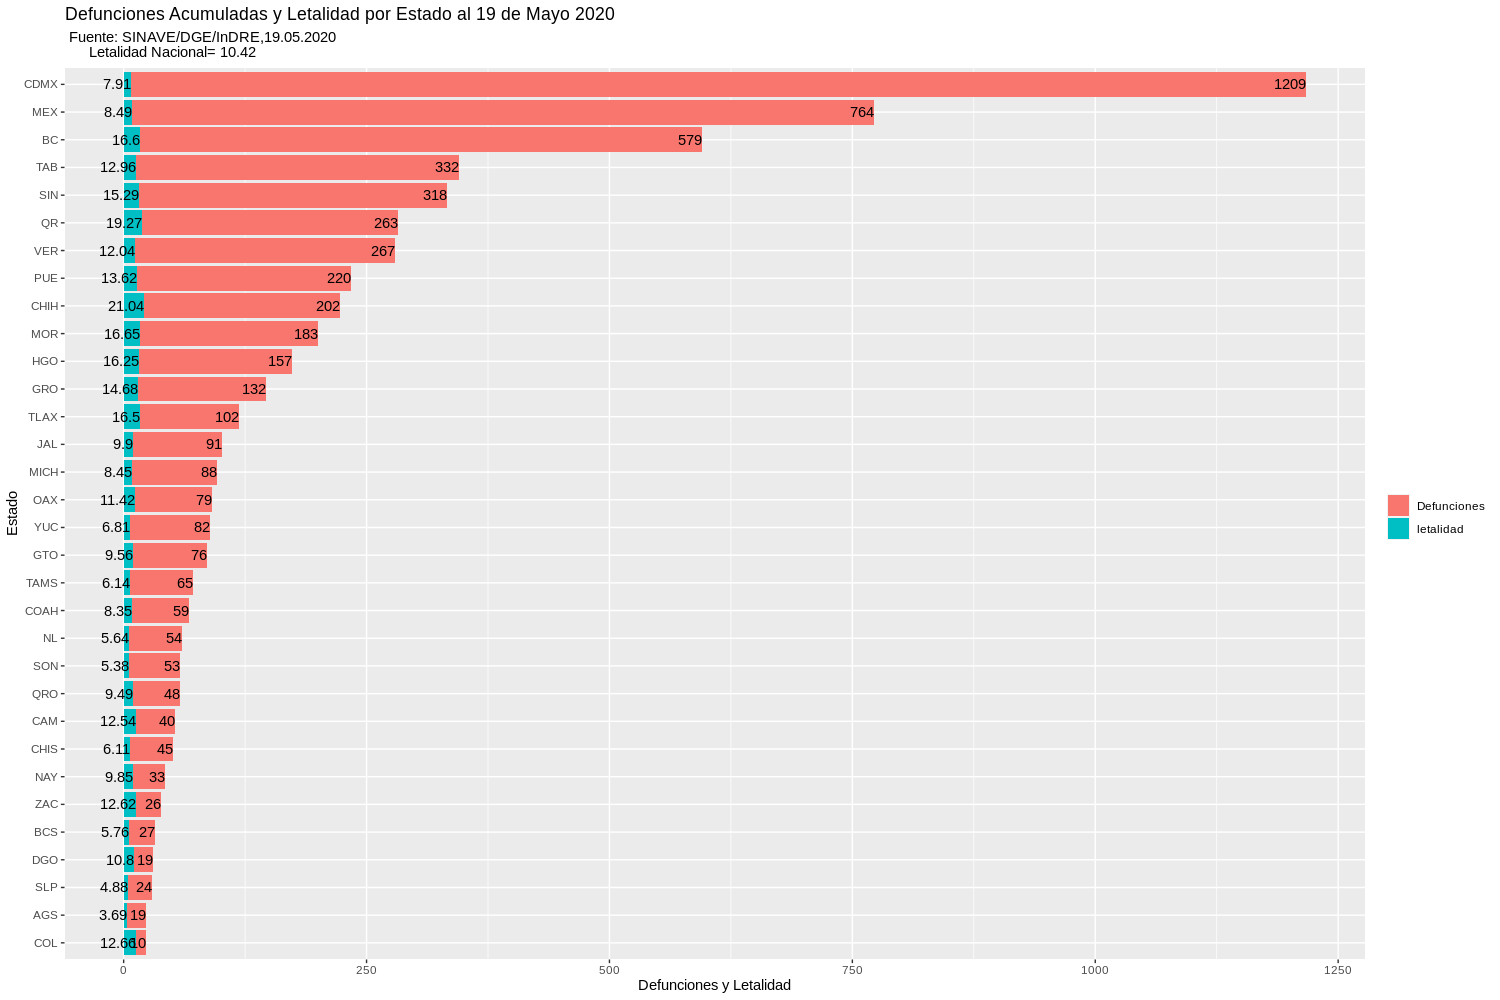 Defunciones Acumuladas y Letalidad por Estado al 19 de Mayo 2020
Fuente: SINAVE/DGE/InDRE,19.05.2020
Letalidad Nacional= 10.42
CDMX 7.91 1209
MEX 8.49 764
BC 16.6 579
TAB 12.96 332
SIN 15.29 318
QR 19.27 263
VER 12.04 267
PUE 13.62 220
CHIH 21.04 202
MOR 16.65 183
HGO 16.25 157
GRO 14.68 132
TLAX 16.5 102
JAL 9.9 91
MICH 8.45 88
OAX 11.42 79
YUC 6.81 82
GTO 9.56 76
TAMS 6.14 65
COAH 8.35 59
NL 5.64 54
SON 5.38 53
QRO 9.49 48
CAM 12.54 40
CHIS 6.11 45
NAY 9.85 33
ZAC 12.62 26
BCS 5.76 27
DGO 10.8 19
SLP 4.88 24
AGS 3.69 19
COL 12.66 10
Estado
0 250 500 750 1000 1250
Defunciones y Letalidad
Defunciones
letalidad